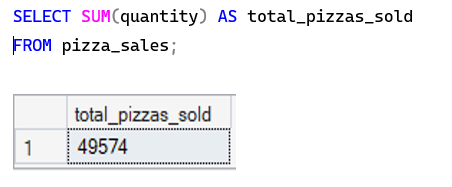 SELECT SUM(quantity) AS total_pizzas_sold
FROM pizza_sales;
total_pizzas_sold
1 49574